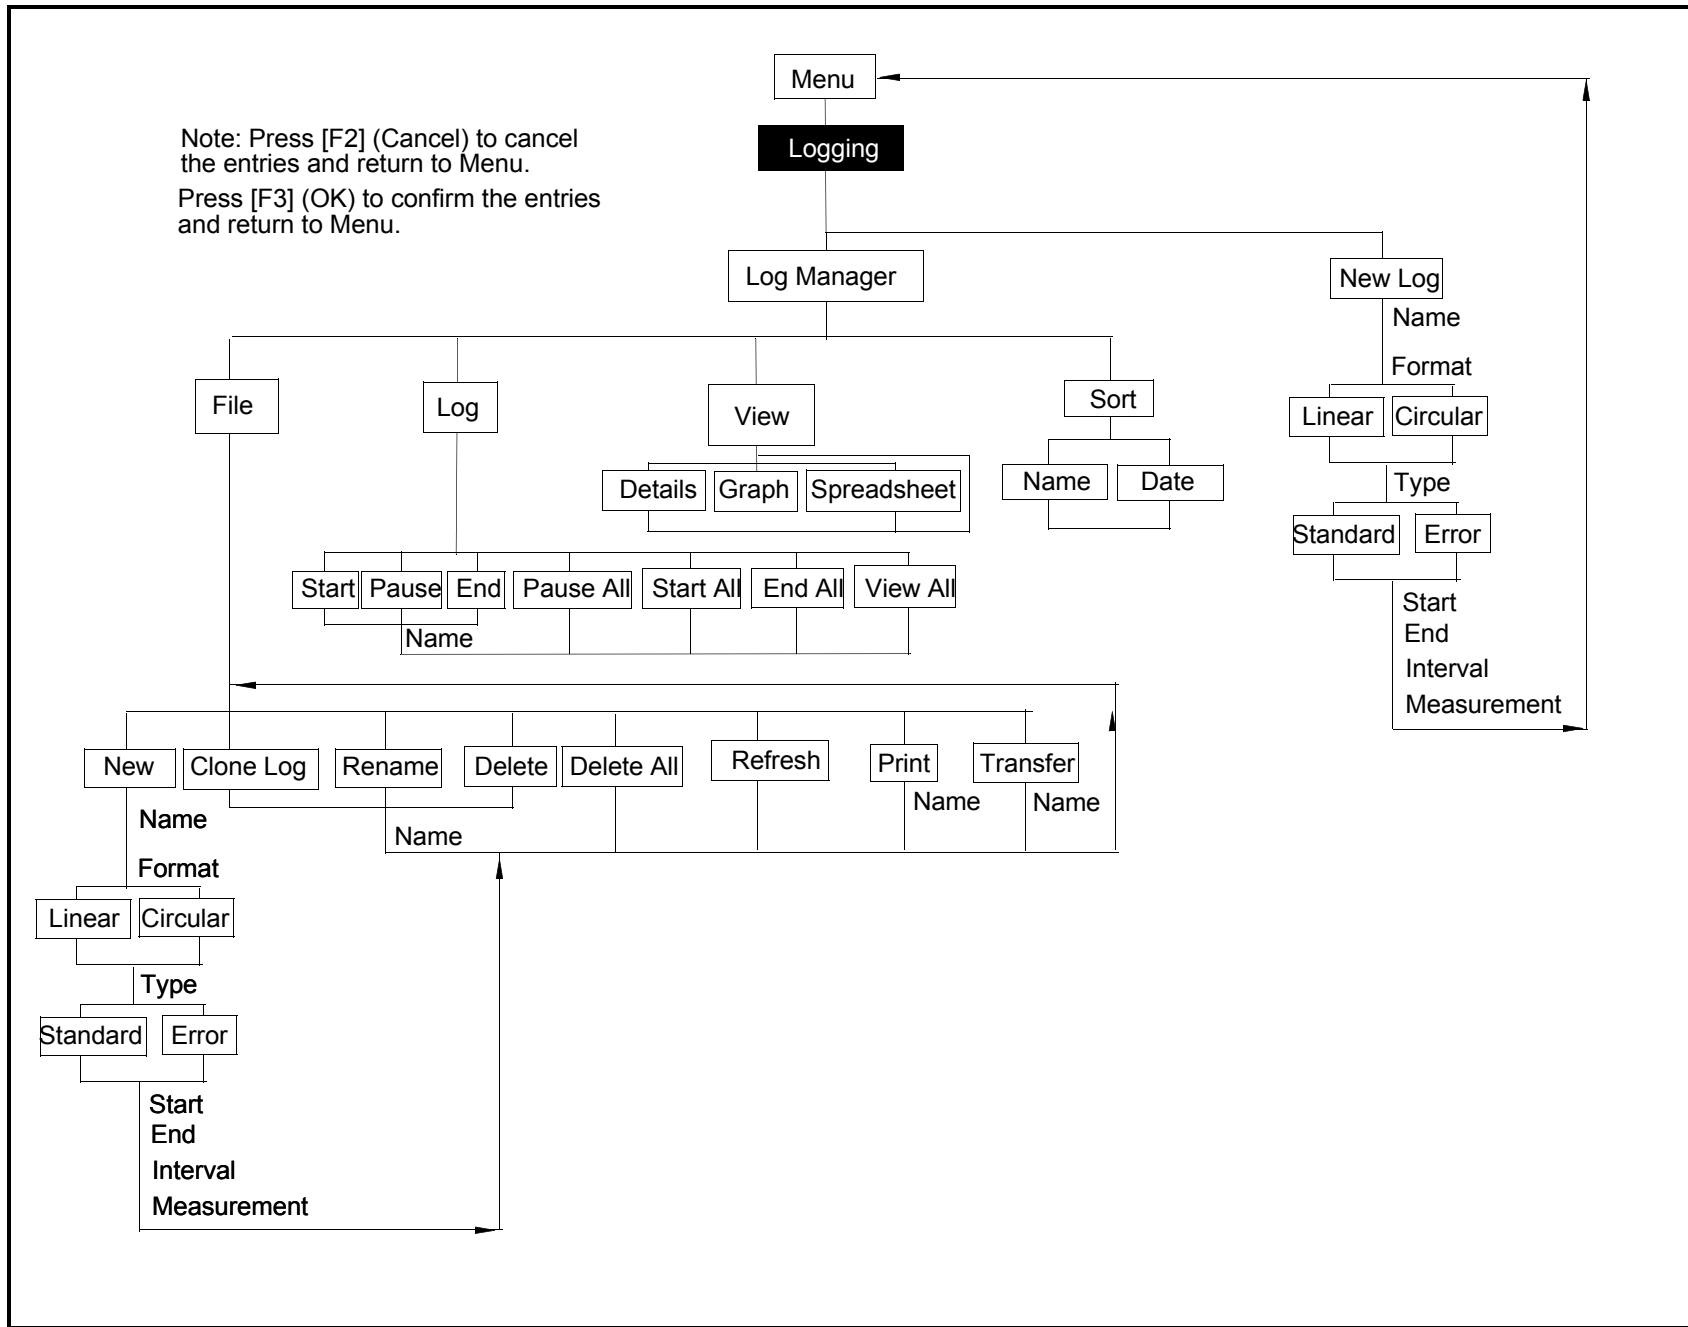 Menu
Logging
Note: Press [F2] (Cancel) to cancel
the entries and return to Menu.
Press [F3] (OK) to confirm the entries
and return to Menu.
Log Manager
New Log
Name
Format
Linear
Circular
Type
Standard
Error
Start
End
Interval
Measurement
File
Log
View
Sort
Details
Graph
Spreadsheet
Name
Date
Start
Pause
End
Pause All
Start All
End All
View All
Name
New
Clone Log
Rename
Delete
Delete All
Refresh
Print
Transfer
Name
Name
Name
Name
Format
Linear
Circular
Type
Standard
Error
Start
End
Interval
Measurement